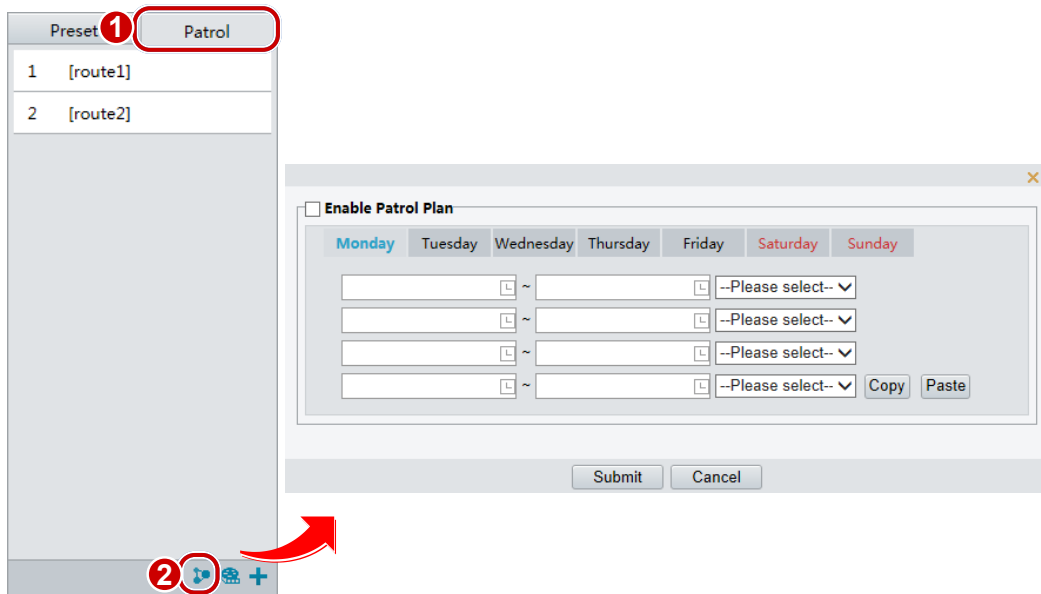 Preset 1 Patrol
1 [route1]
2 [route2]
Enable Patrol Plan
Monday Tuesday Wednesday Thursday Friday Saturday Sunday
~ --Please select--
~ --Please select--
~ --Please select--
~ --Please select-- Copy Paste
Submit Cancel
2